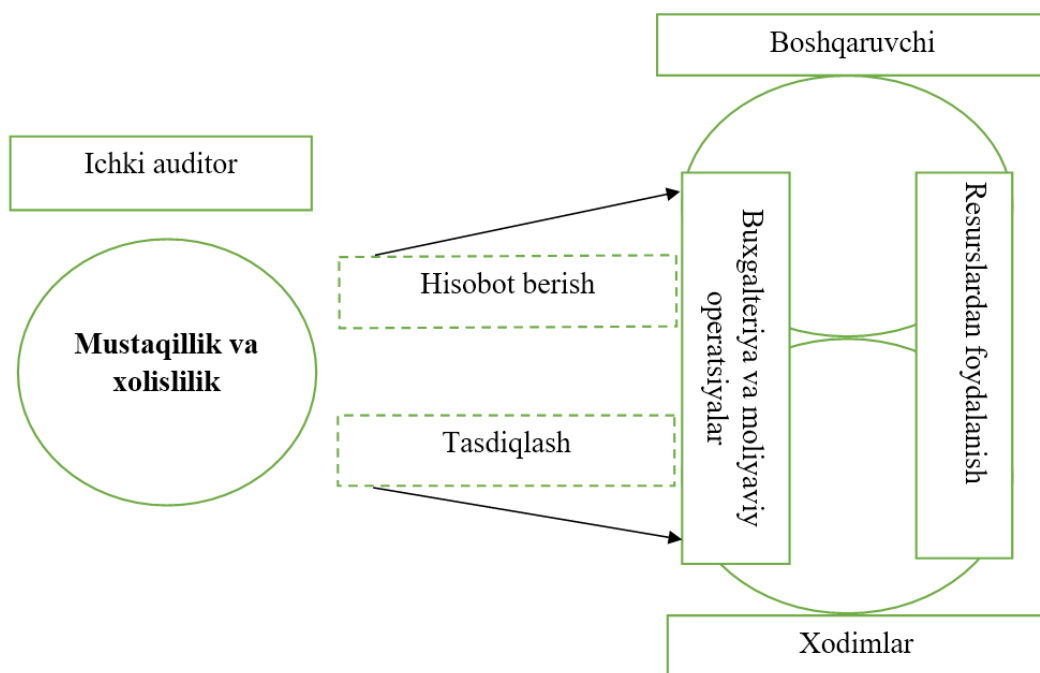 Boshqaruvchi
Ichki auditor
Hisobot berish
Mustaqillik va
xolislilik
Tasdiqlash
Buxgalteriya va moliyaviy
operatsiyalar
Resurslardan foydalanish
Xodimlar